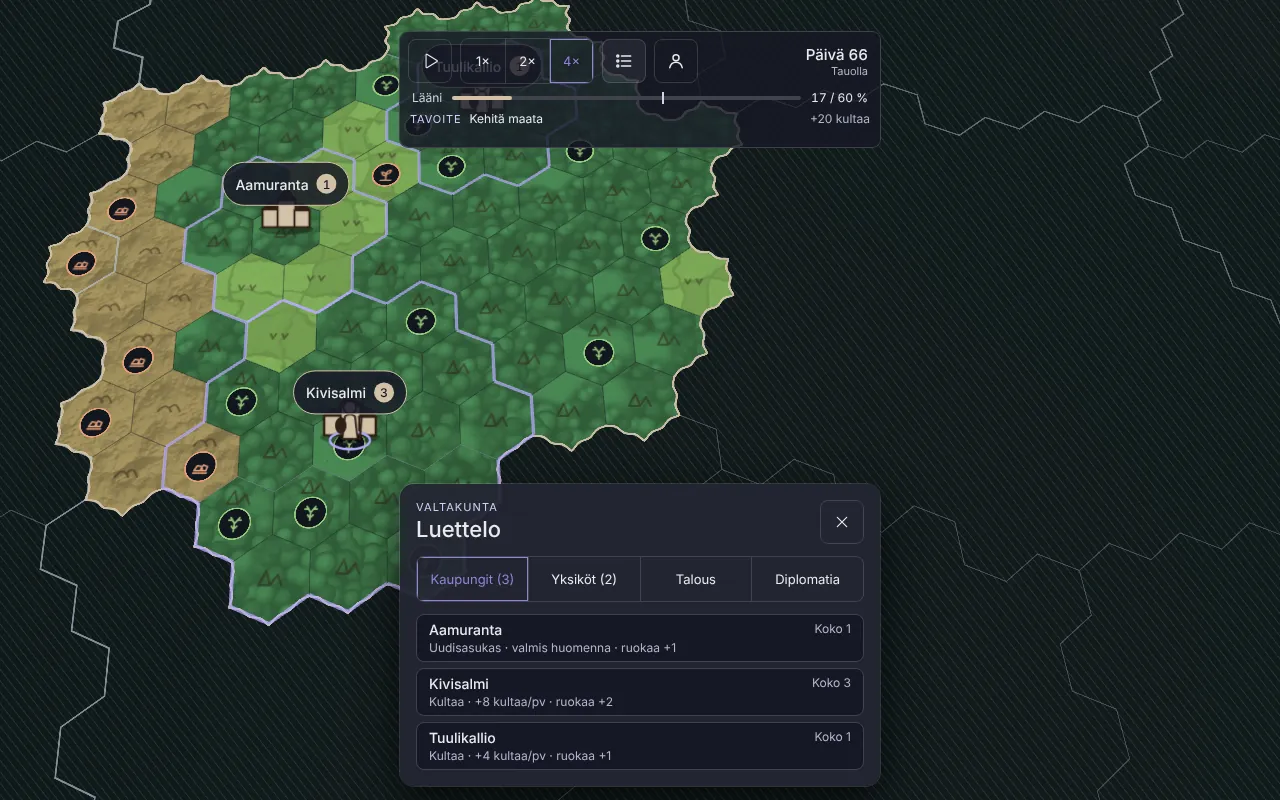 1×
2×
4×
Päivä 66
Tauolla
Tuulikallio
Lääni
17 / 60 %
TAVOITE Kehitä maata
+20 kultaa
Aamuranta 1
Kivisalmi 3
VALTAKUNTA
Luettelo
Kaupungit (3)
Yksiköt (2)
Talous
Diplomatia
Aamuranta
Koko 1
Uudisasukas · valmis huomenna · ruokaa +1
Kivisalmi
Koko 3
Kultaa · +8 kultaa/pv · ruokaa +2
Tuulikallio
Koko 1
Kultaa · +4 kultaa/pv · ruokaa +1